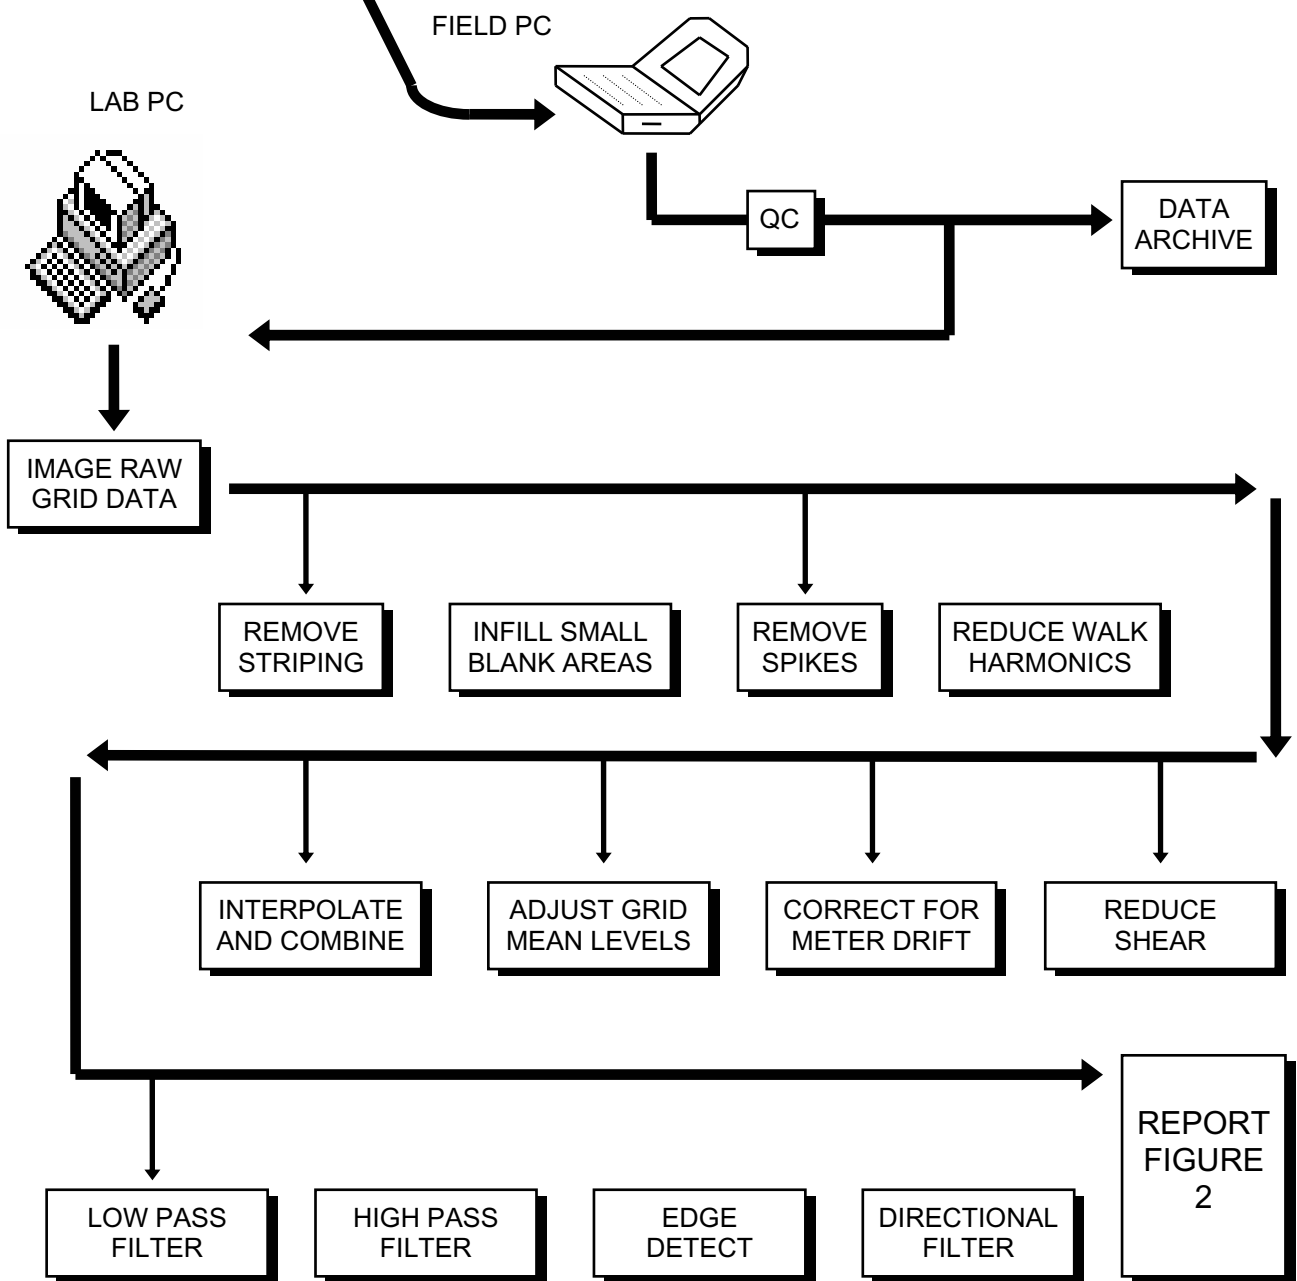 FIELD PC
LAB PC
QC
DATA
ARCHIVE
IMAGE RAW
GRID DATA
REMOVE
STRIPING
INFILL SMALL
BLANK AREAS
REMOVE
SPIKES
REDUCE WALK
HARMONICS
INTERPOLATE
AND COMBINE
ADJUST GRID
MEAN LEVELS
CORRECT FOR
METER DRIFT
REDUCE
SHEAR
REPORT
FIGURE
2
LOW PASS
FILTER
HIGH PASS
FILTER
EDGE
DETECT
DIRECTIONAL
FILTER